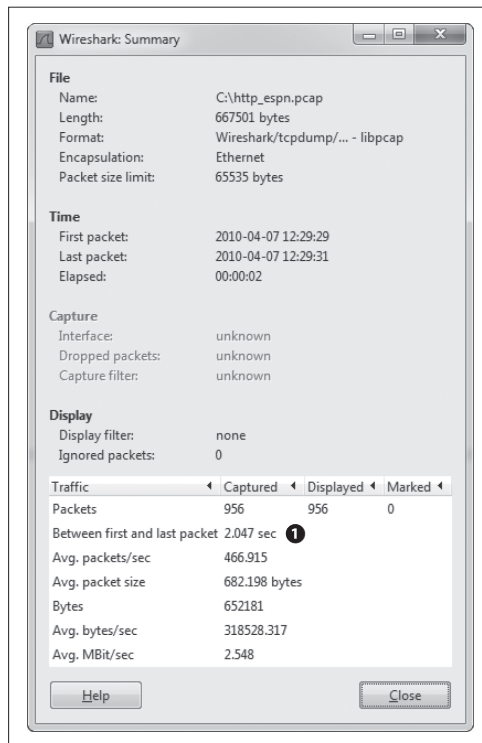 Wireshark: Summary
File
Name: C:\http_espn.pcap
Length: 667501 bytes
Format: Wireshark/tcpdump/... - libpcap
Encapsulation: Ethernet
Packet size limit: 65535 bytes
Time
First packet: 2010-04-07 12:29:29
Last packet: 2010-04-07 12:29:31
Elapsed: 00:00:02
Capture
Interface: unknown
Dropped packets: unknown
Capture filter: unknown
Display
Display filter: none
Ignored packets: 0
Traffic Captured Displayed Marked
Packets 956 956 0
Between first and last packet 2.047 sec ❶
Avg. packets/sec 466.915
Avg. packet size 682.198 bytes
Bytes 652181
Avg. bytes/sec 318528.317
Avg. MBit/sec 2.548
Help Close